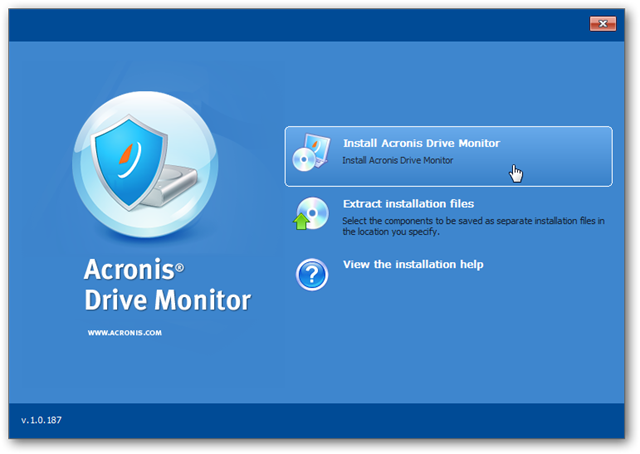 Install Acronis Drive Monitor
Install Acronis Drive Monitor
Extract installation files
Select the components to be saved as separate installation files in
the location you specify.
View the installation help
?
Acronis®
Drive Monitor
WWW.ACRONIS.COM
v.1.0.187